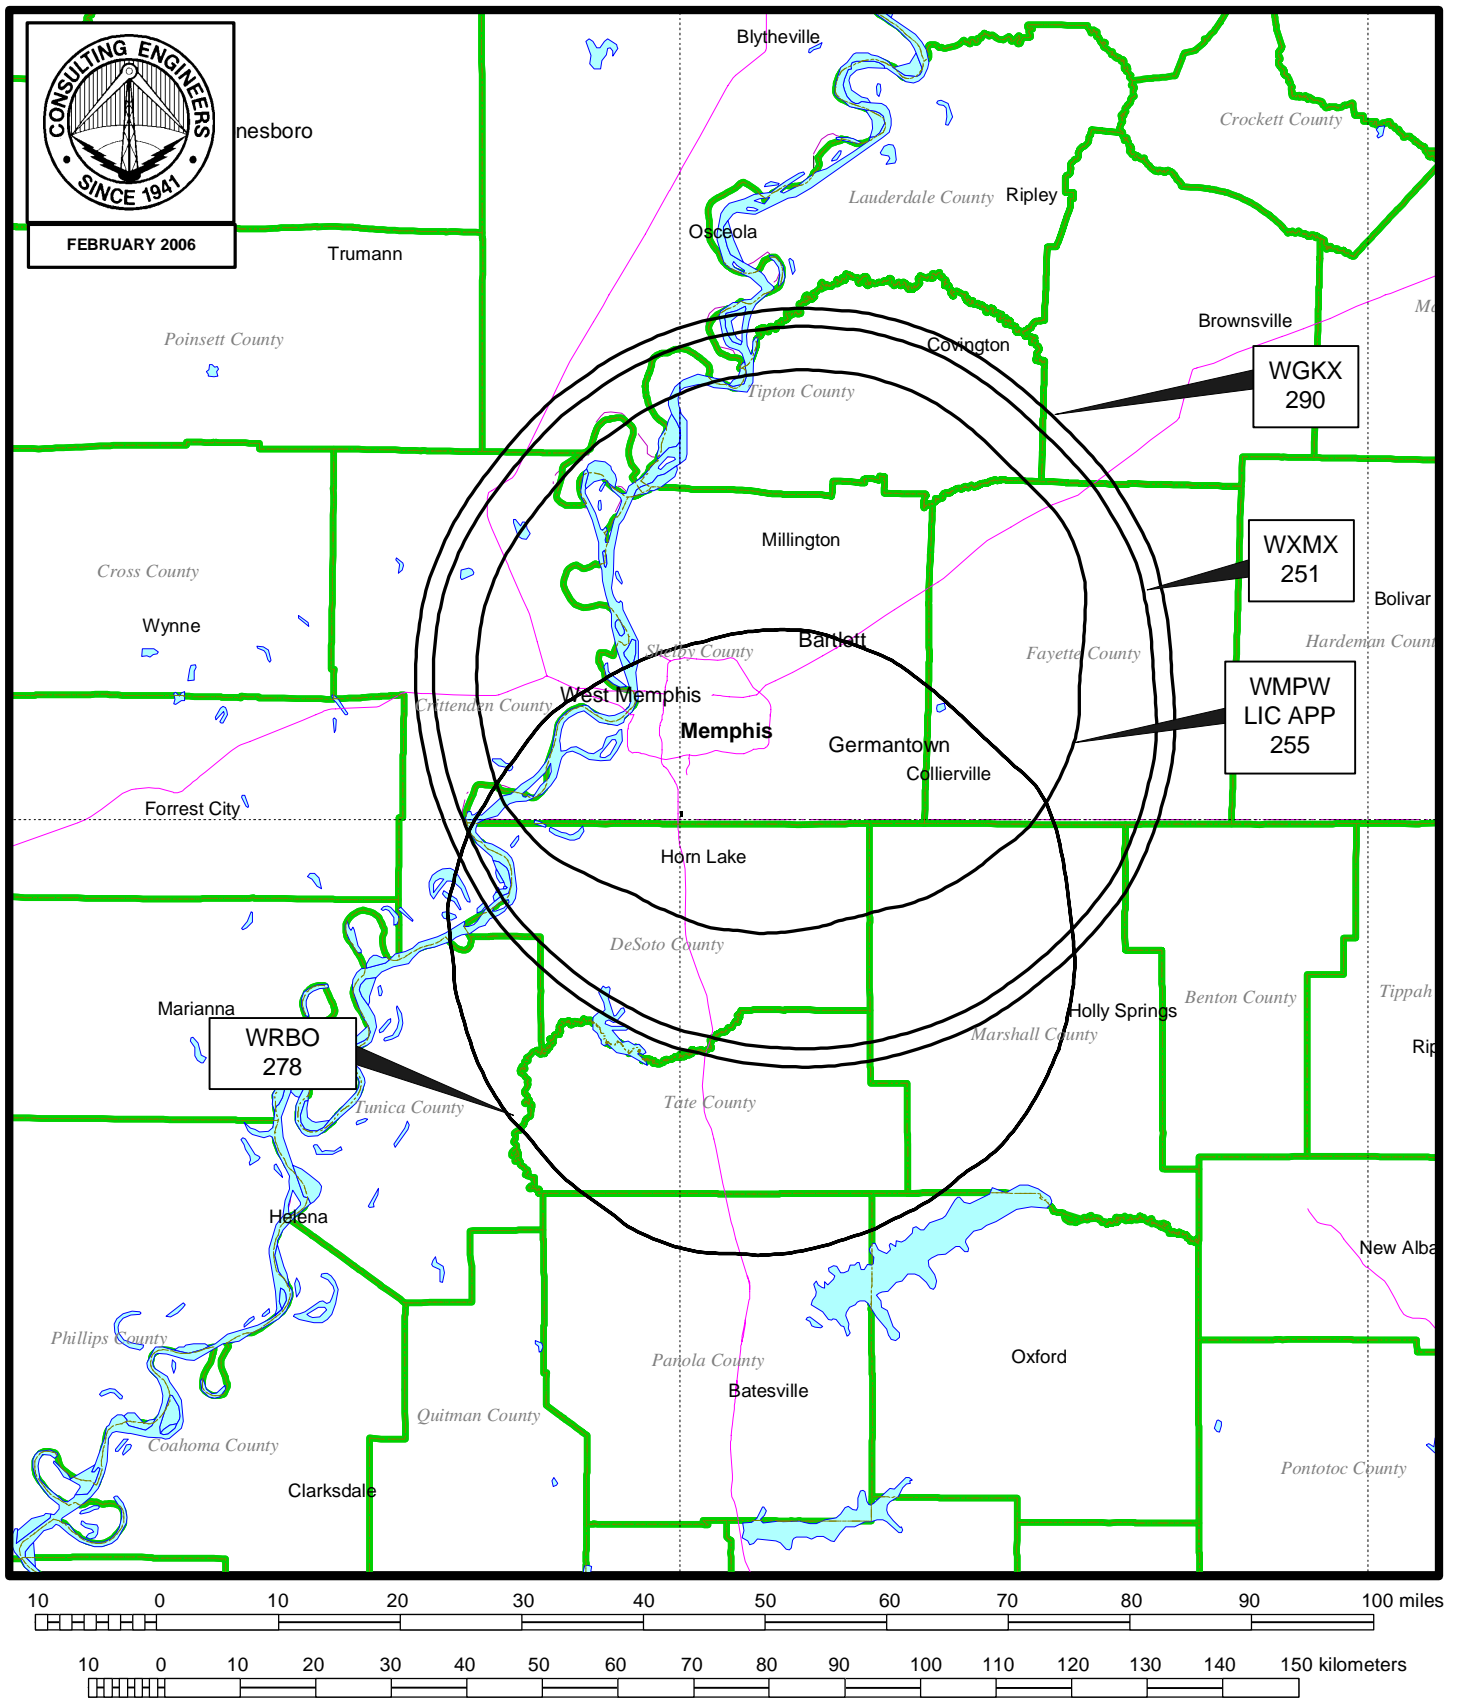 CONSULTING ENGINEERS
• SINCE 1941 •
FEBRUARY 2006
Blytheville
nesboro
Crockett County
Lauderdale County
Ripley
Osceola
Trumann
Poinsett County
Brownsville
Covington
WGKX
290
Tipton County
Millington
WXMX
251
Cross County
Bolivar
Wynne
Bartlett
Shelby County
Fayette County
Hardeman Count
West Memphis
Crittenden County
WMPW
LIC APP
255
Memphis
Germantown
Collierville
Forrest City
Horn Lake
DeSoto County
Marianna
Holly Springs
Benton County
Tippah
Marshall County
WRBO
278
Rip
Tunica County
Tate County
Helena
New Alba
Phillips County
Panola County
Oxford
Batesville
Quitman County
Coahoma County
Pontotoc County
Clarksdale
10 0 10 20 30 40 50 60 70 80 90 100 miles
10 0 10 20 30 40 50 60 70 80 90 100 110 120 130 140 150 kilometers